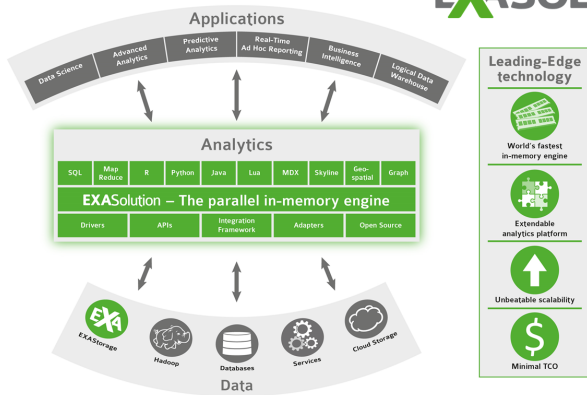 EXASOL
Applications
Data Science
Advanced
Analytics
Predictive
Analytics
Real-Time
Ad Hoc Reporting
Business
Intelligence
Logical Data
Warehouse
Analytics
SQL
Map
Reduce
R
Python
Java
Lua
MDX
Skyline
Geo-
spatial
Graph
EXASolution – The parallel in-memory engine
Drivers
APIs
Integration
Framework
Adapters
Open Source
EXA
EXAStorage
Hadoop
Databases
Services
Cloud Storage
Data
Leading-Edge
technology
World's fastest
in-memory engine
Extendable
analytics platform
Unbeatable scalability
$
Minimal TCO